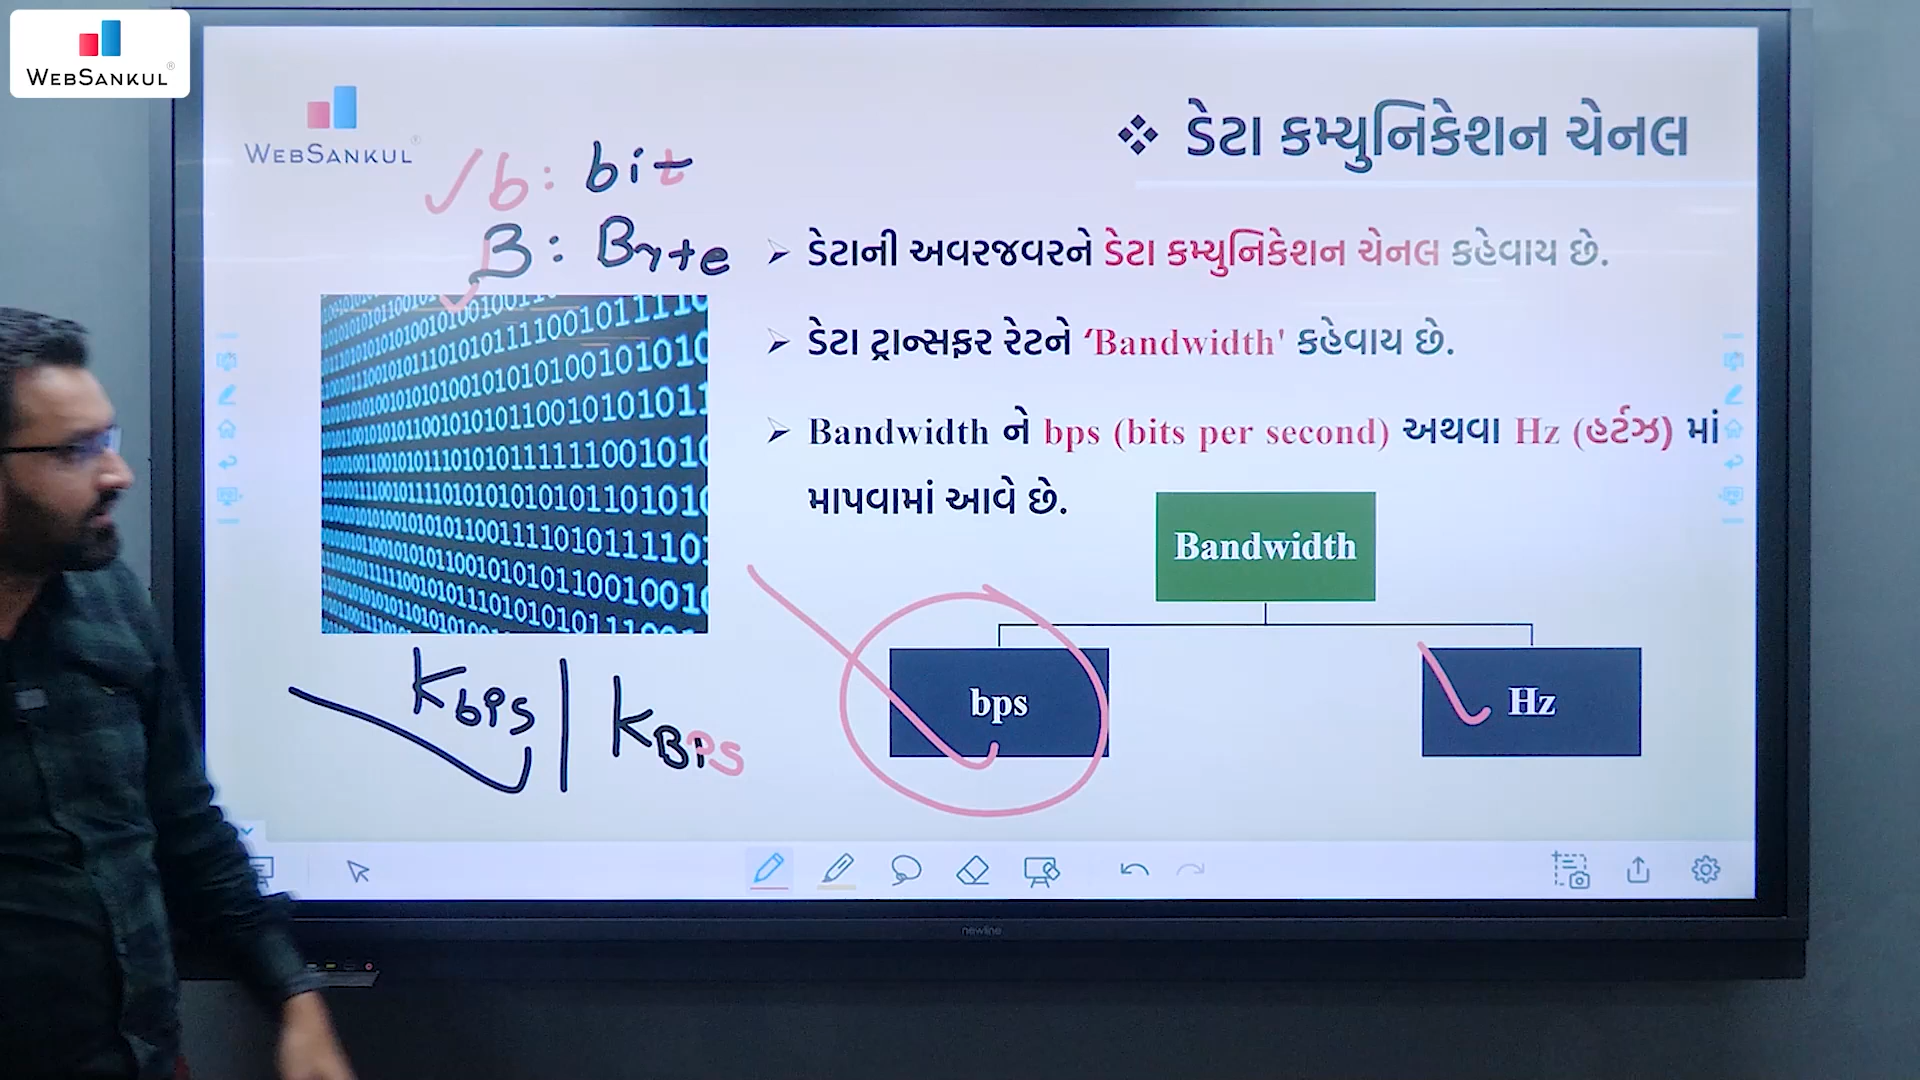 WEBSANKUL®
WEBSANKUL®
❖ ડેટા કમ્યુનિકેશન ચેનલ
b: bit
B: Byte
➢ ડેટાની અવરજવરને ડેટા કમ્યુનિકેશન ચેનલ કહેવાય છે.
➢ ડેટા ટ્રાન્સફર રેટને ‘Bandwidth' કહેવાય છે.
➢ Bandwidth ને bps (bits per second) અથવા Hz (હર્ટઝ) માં
માપવામાં આવે છે.
Bandwidth
bps
Hz
Kbps | KBps
newline